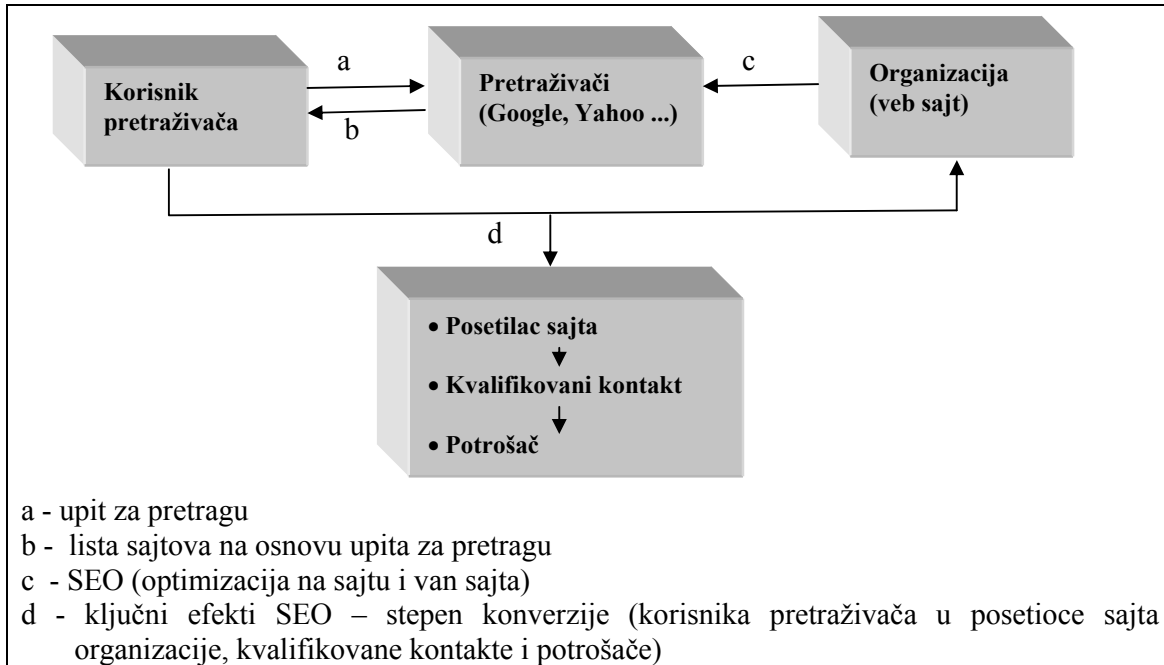 a
c
b
Korisnik
pretraživača
Pretraživači
(Google, Yahoo ...)
Organizacija
(veb sajt)
d
• Posetilac sajta
• Kvalifikovani kontakt
• Potrošač
a - upit za pretragu
b - lista sajtova na osnovu upita za pretragu
c - SEO (optimizacija na sajtu i van sajta)
d - ključni efekti SEO – stepen konverzije (korisnika pretraživača u posetioce sajta
organizacije, kvalifikovane kontakte i potrošače)